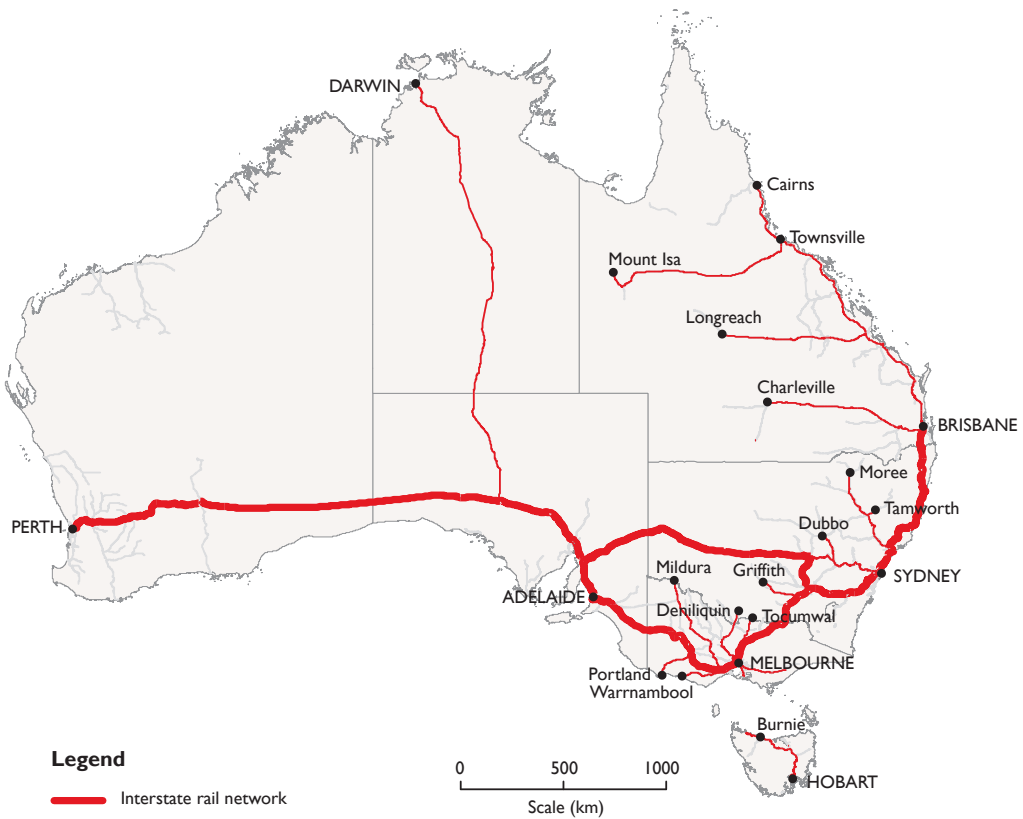 DARWIN
Cairns
Townsville
Mount Isa
Longreach
Charleville
BRISBANE
Moree
Tamworth
Dubbo
PERTH
Mildura
Griffith
SYDNEY
ADELAIDE
Deniliquin
Tocumwal
MELBOURNE
Portland
Warrnambool
Burnie
HOBART
Legend
Interstate rail network
0 500 1000
Scale (km)